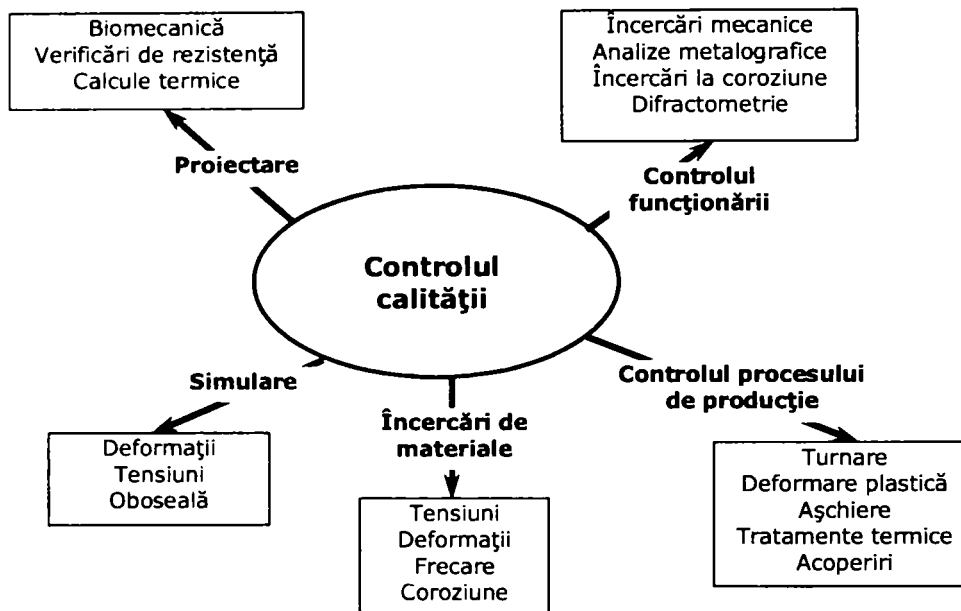 Biomecanică
Verificări de rezistenţă
Calcule termice
Încercări mecanice
Analize metalografice
Încercări la coroziune
Difractometrie
Proiectare
Controlul
funcţionării
Controlul
calităţii
Simulare
Încercări de
materiale
Controlul procesului
de producţie
Deformaţii
Tensiuni
Oboseală
Tensiuni
Deformaţii
Frecare
Coroziune
Turnare
Deformare plastică
Aşchiere
Tratamente termice
Acoperiri